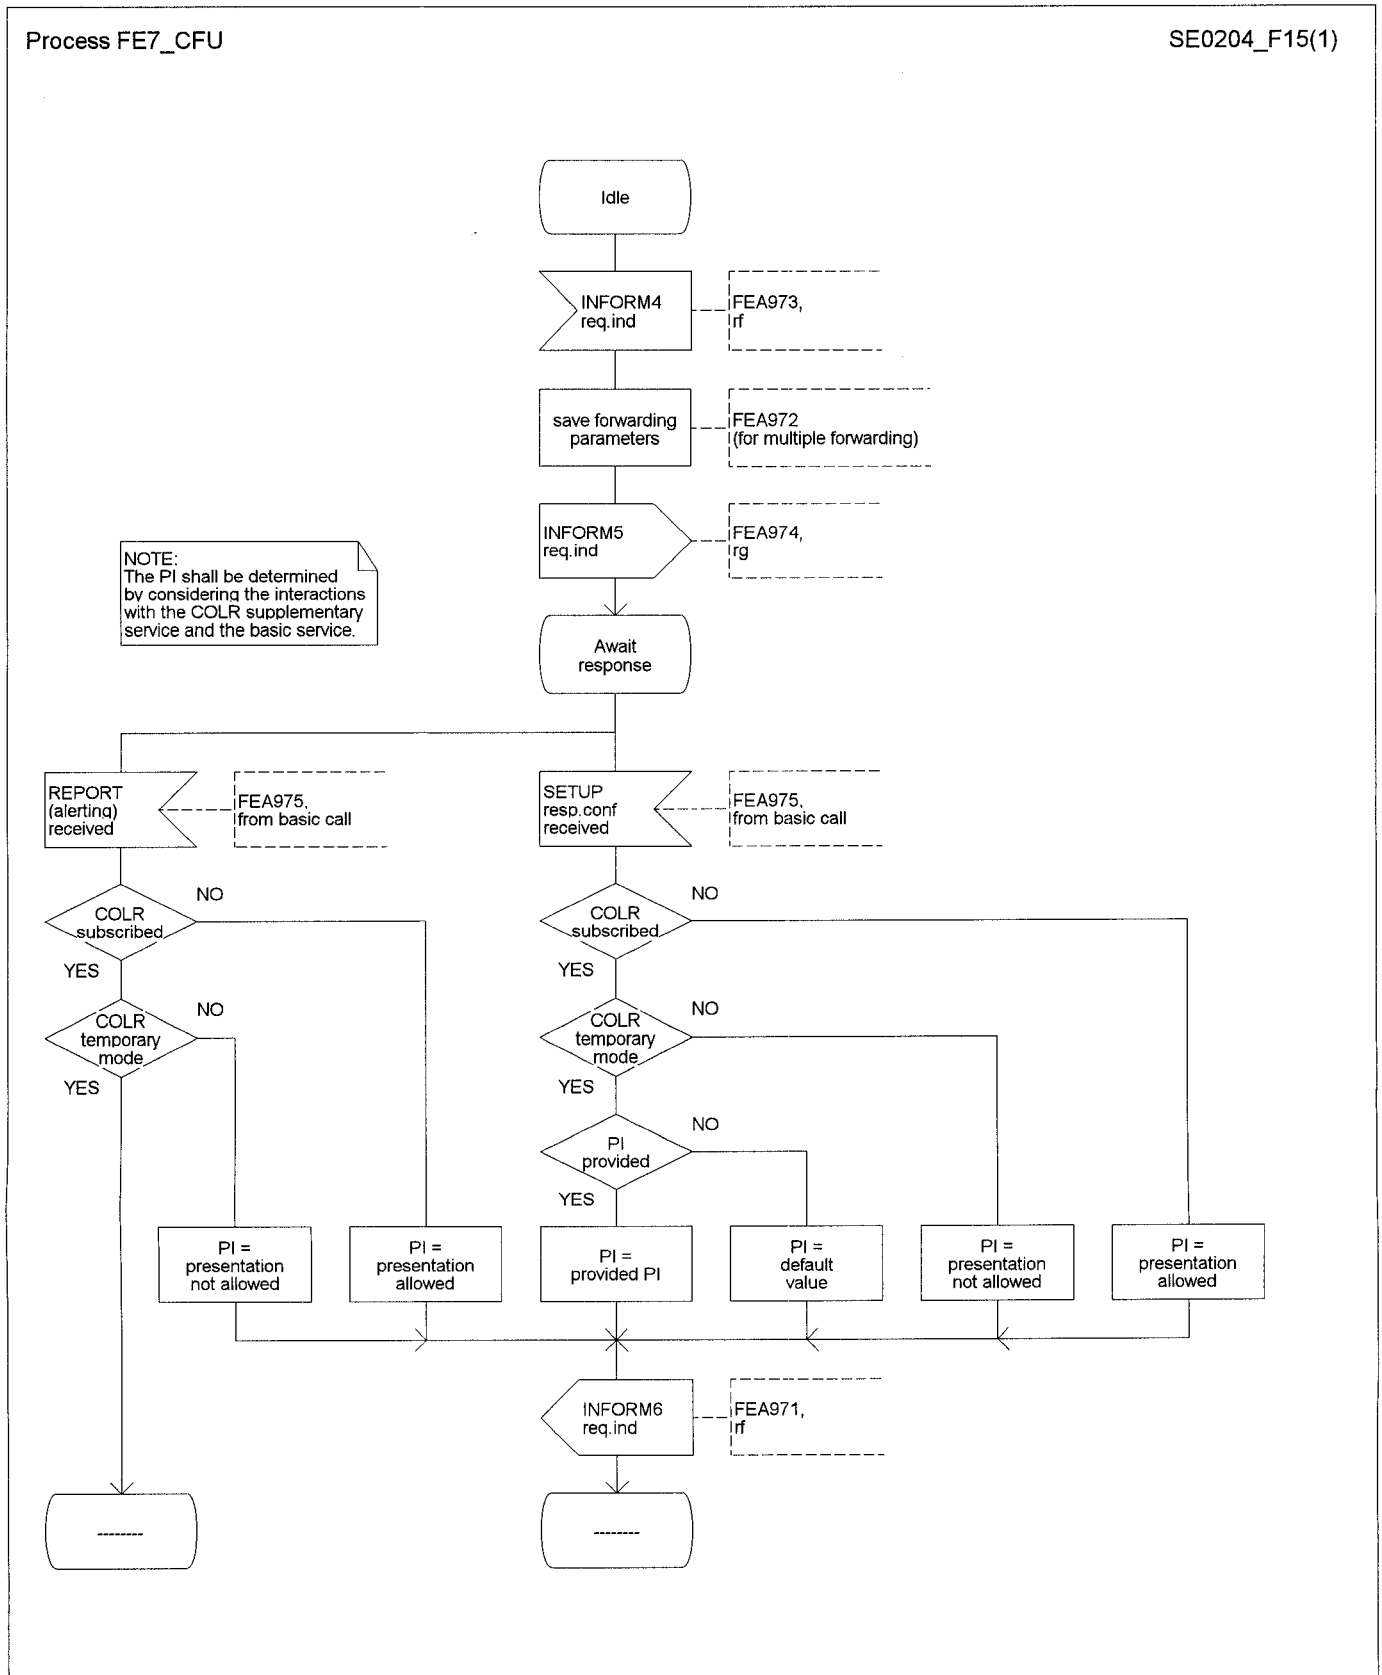 Process FE7_CFU
SE0204_F15(1)
Idle
INFORM4
req.ind
FEA973,
rf
save forwarding
parameters
FEA972
(for multiple forwarding)
INFORM5
req.ind
FEA974,
rg
NOTE:
The PI shall be determined
by considering the interactions
with the COLR supplementary
service and the basic service.
Await
response
REPORT
(alerting)
received
FEA975,
from basic call
SETUP
resp.conf
received
FEA975,
from basic call
COLR
subscribed
NO
YES
COLR
subscribed
NO
YES
COLR
temporary
mode
NO
YES
COLR
temporary
mode
NO
YES
PI
provided
NO
YES
PI =
presentation
not allowed
PI =
presentation
allowed
PI =
provided PI
PI =
default
value
PI =
presentation
not allowed
PI =
presentation
allowed
INFORM6
req.ind
FEA971,
rf
--------
--------